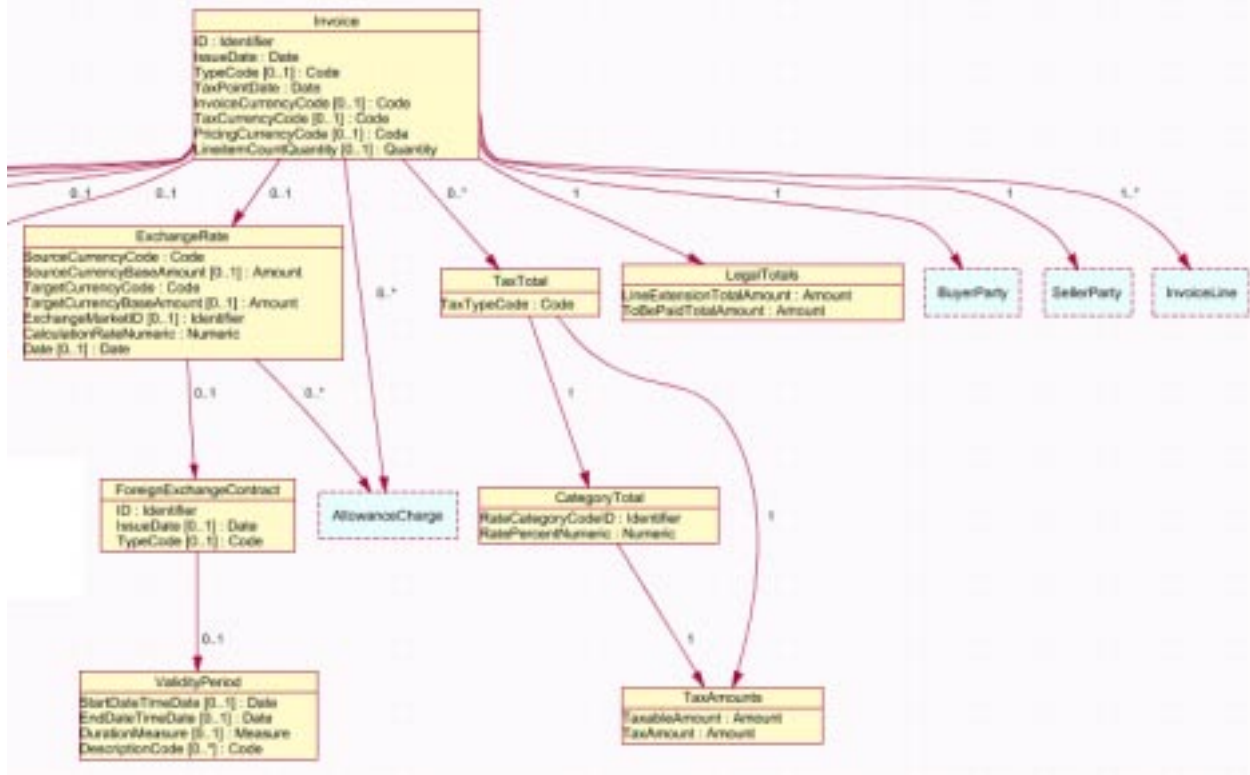 Invoice
ID : Identifier
IssueDate : Date
TypeCode [0..1] : Code
TaxPointDate : Date
InvoiceCurrencyCode [0..1] : Code
TaxCurrencyCode [0..1] : Code
PricingCurrencyCode [0..1] : Code
LineItemCountQuantity [0..1] : Quantity
0..1
0..1
0..1
0..*
1
1
1
1..*
ExchangeRate
SourceCurrencyCode : Code
SourceCurrencyBaseAmount [0..1] : Amount
TargetCurrencyCode : Code
TargetCurrencyBaseAmount [0..1] : Amount
ExchangeMarketID [0..1] : Identifier
CalculationRateNumeric : Numeric
Date [0..1] : Date
0..*
TaxTotal
TaxTypeCode : Code
LegalTotals
LineExtensionTotalAmount : Amount
ToBePaidTotalAmount : Amount
BuyerParty
SellerParty
InvoiceLine
0..1
0..*
1
ForeignExchangeContract
ID : Identifier
IssueDate [0..1] : Date
TypeCode [0..1] : Code
AllowanceCharge
CategoryTotal
RateCategoryCodeID : Identifier
RatePercentNumeric : Numeric
1
0..1
1
ValidityPeriod
StartDateTimeDate [0..1] : Date
EndDateTimeDate [0..1] : Date
DurationMeasure [0..1] : Measure
DescriptionCode [0..*] : Code
TaxAmounts
TaxableAmount : Amount
TaxAmount : Amount